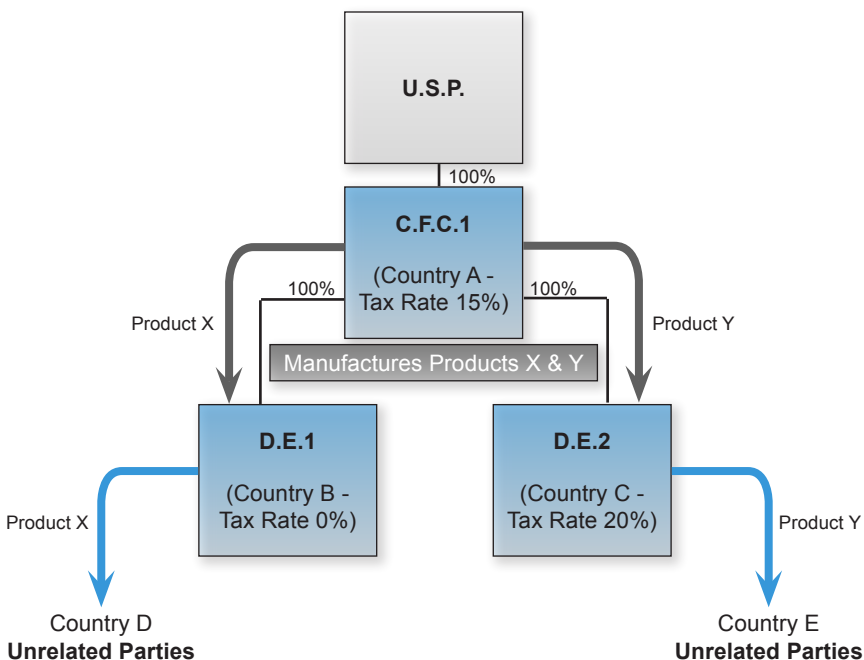 U.S.P.
100%
C.F.C.1
(Country A -
Tax Rate 15%)
100%
100%
Product X
Product Y
Manufactures Products X & Y
D.E.1
(Country B -
Tax Rate 0%)
D.E.2
(Country C -
Tax Rate 20%)
Product X
Product Y
Country D
Unrelated Parties
Country E
Unrelated Parties